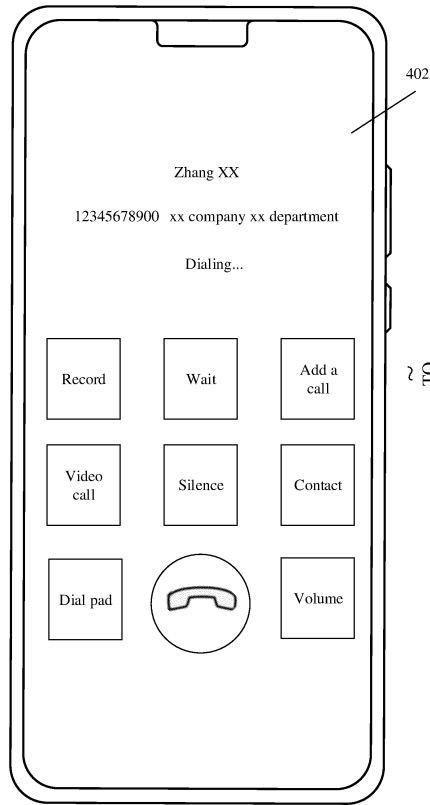 402
Zhang XX
12345678900 xx company xx department
Dialing...
Record
Wait
Add a
call
Video
call
Silence
Contact
Dial pad
Volume